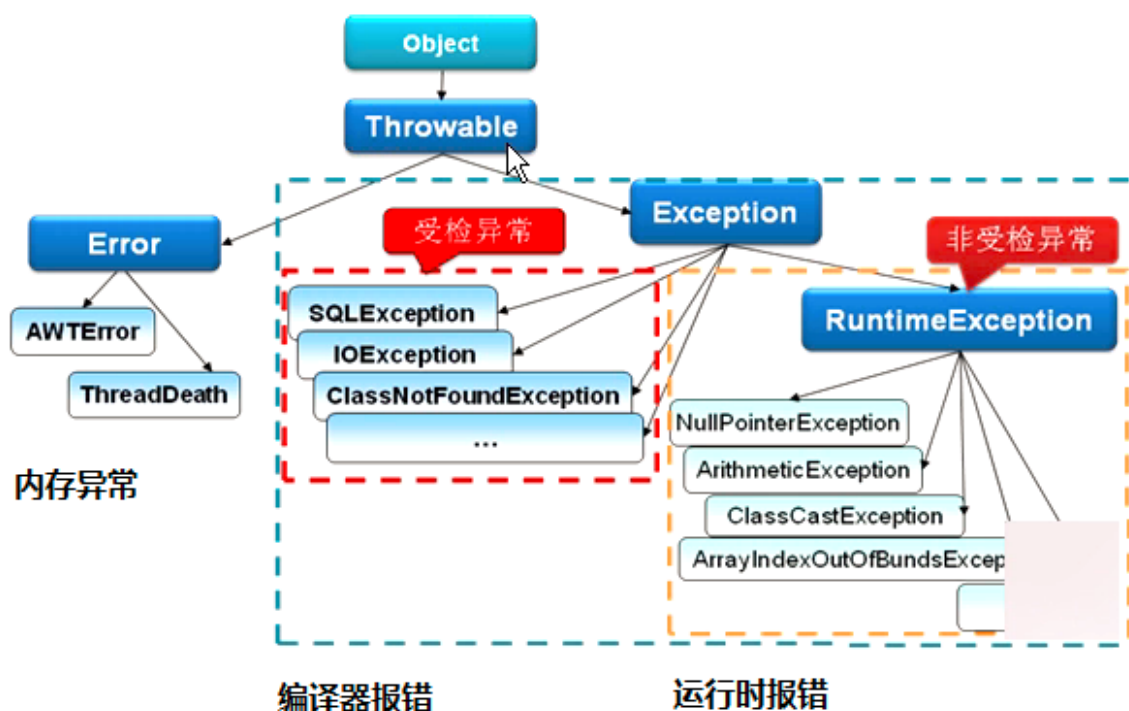 Object
Throwable
Exception
受检异常
非受检异常
Error
SQLException
RuntimeException
AWTError
IOException
ThreadDeath
ClassNotFoundException
...
NullPointerException
ArithmeticException
内存异常
ClassCastException
ArrayIndexOutOfBundsExcep
编译器报错
运行时报错